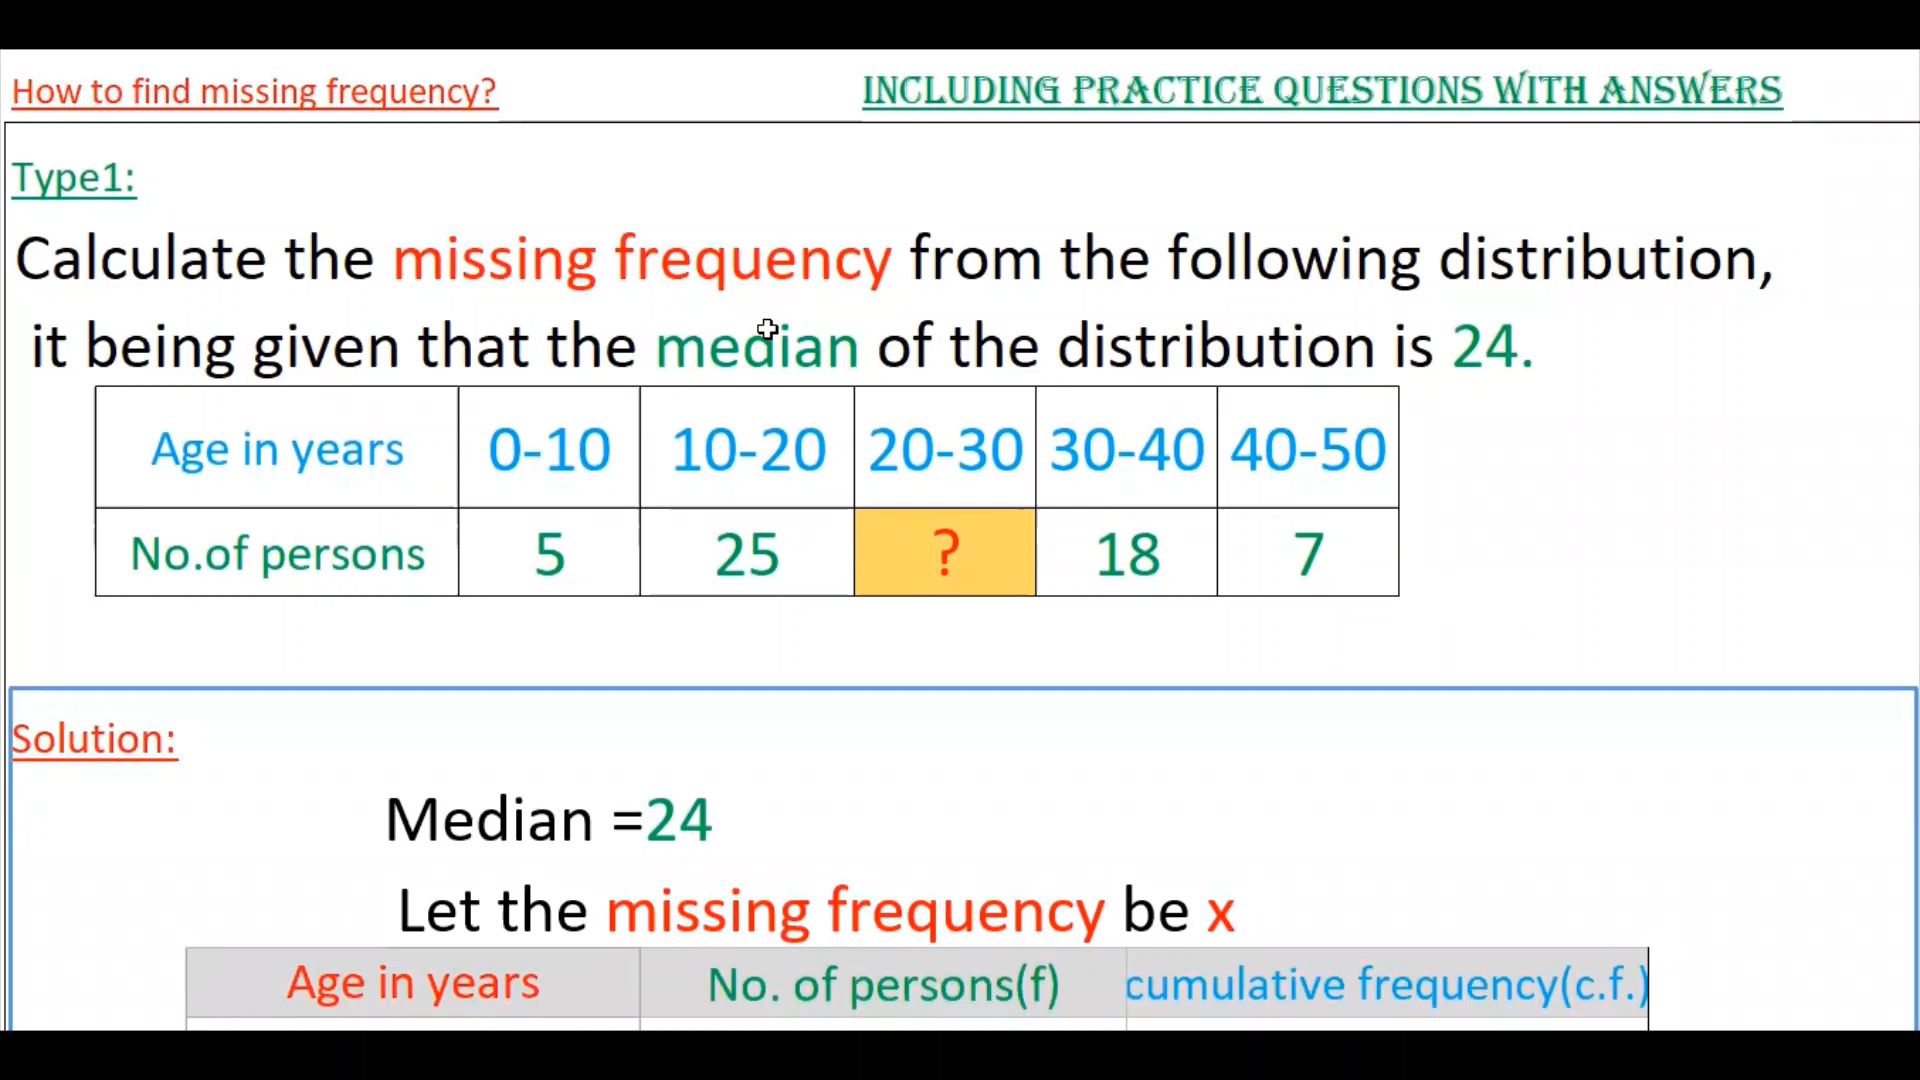 How to find missing frequency?
INCLUDING PRACTICE QUESTIONS WITH ANSWERS
Type1:
Calculate the missing frequency from the following distribution,
it being given that the median of the distribution is 24.
Age in years 0-10 10-20 20-30 30-40 40-50
No.of persons 5 25 ? 18 7
Solution:
Median =24
Let the missing frequency be x
Age in years No. of persons(f) cumulative frequency(c.f.)